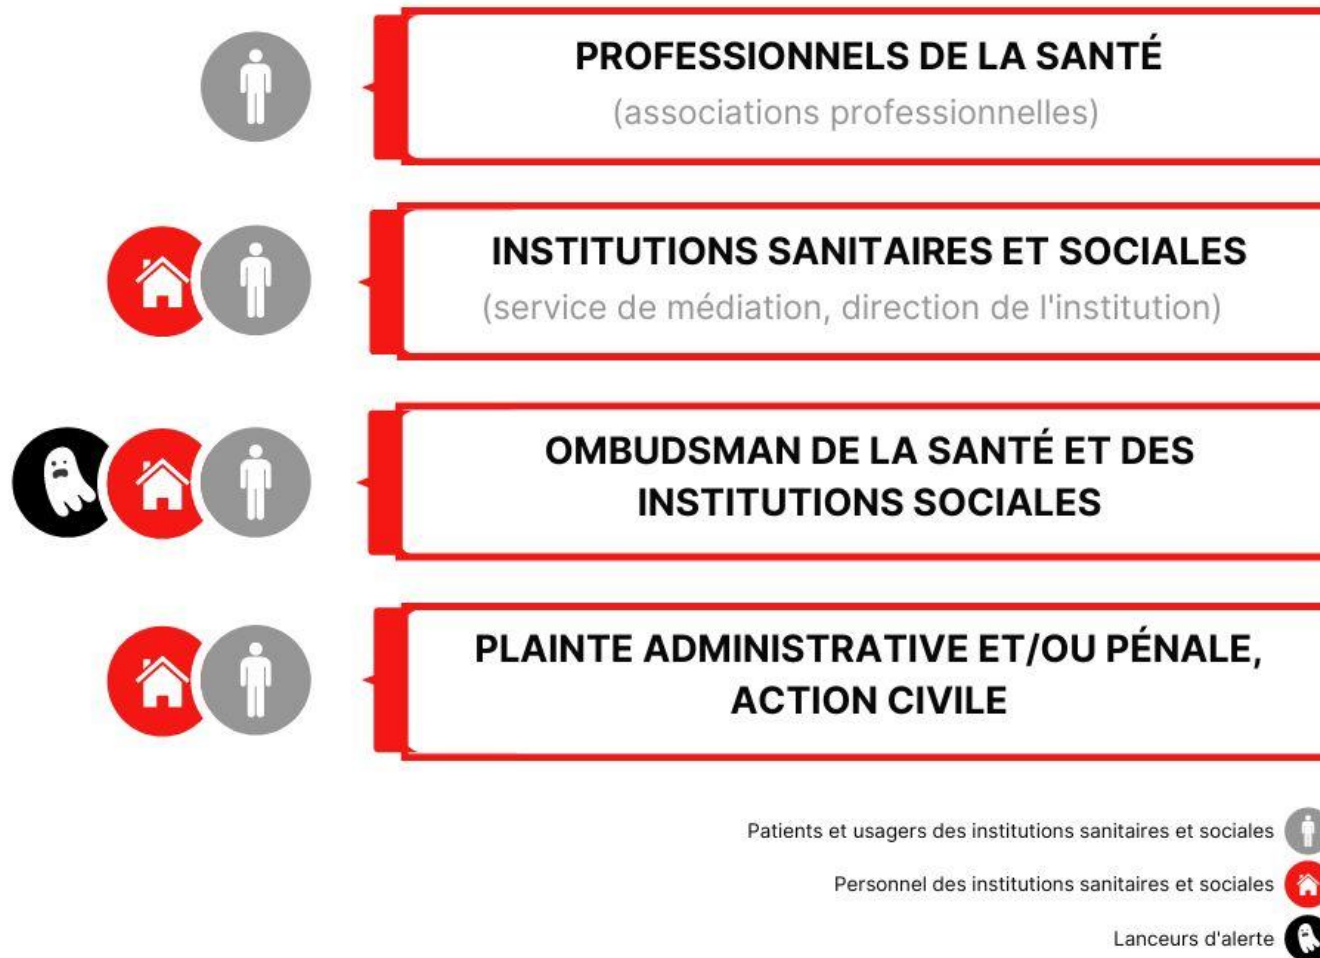 PROFESSIONNELS DE LA SANTÉ
(associations professionnelles)
INSTITUTIONS SANITAIRES ET SOCIALES
(service de médiation, direction de l'institution)
OMBUDSMAN DE LA SANTÉ ET DES
INSTITUTIONS SOCIALES
PLAINTE ADMINISTRATIVE ET/OU PÉNALE,
ACTION CIVILE
Patients et usagers des institutions sanitaires et sociales
Personnel des institutions sanitaires et sociales
Lanceurs d'alerte